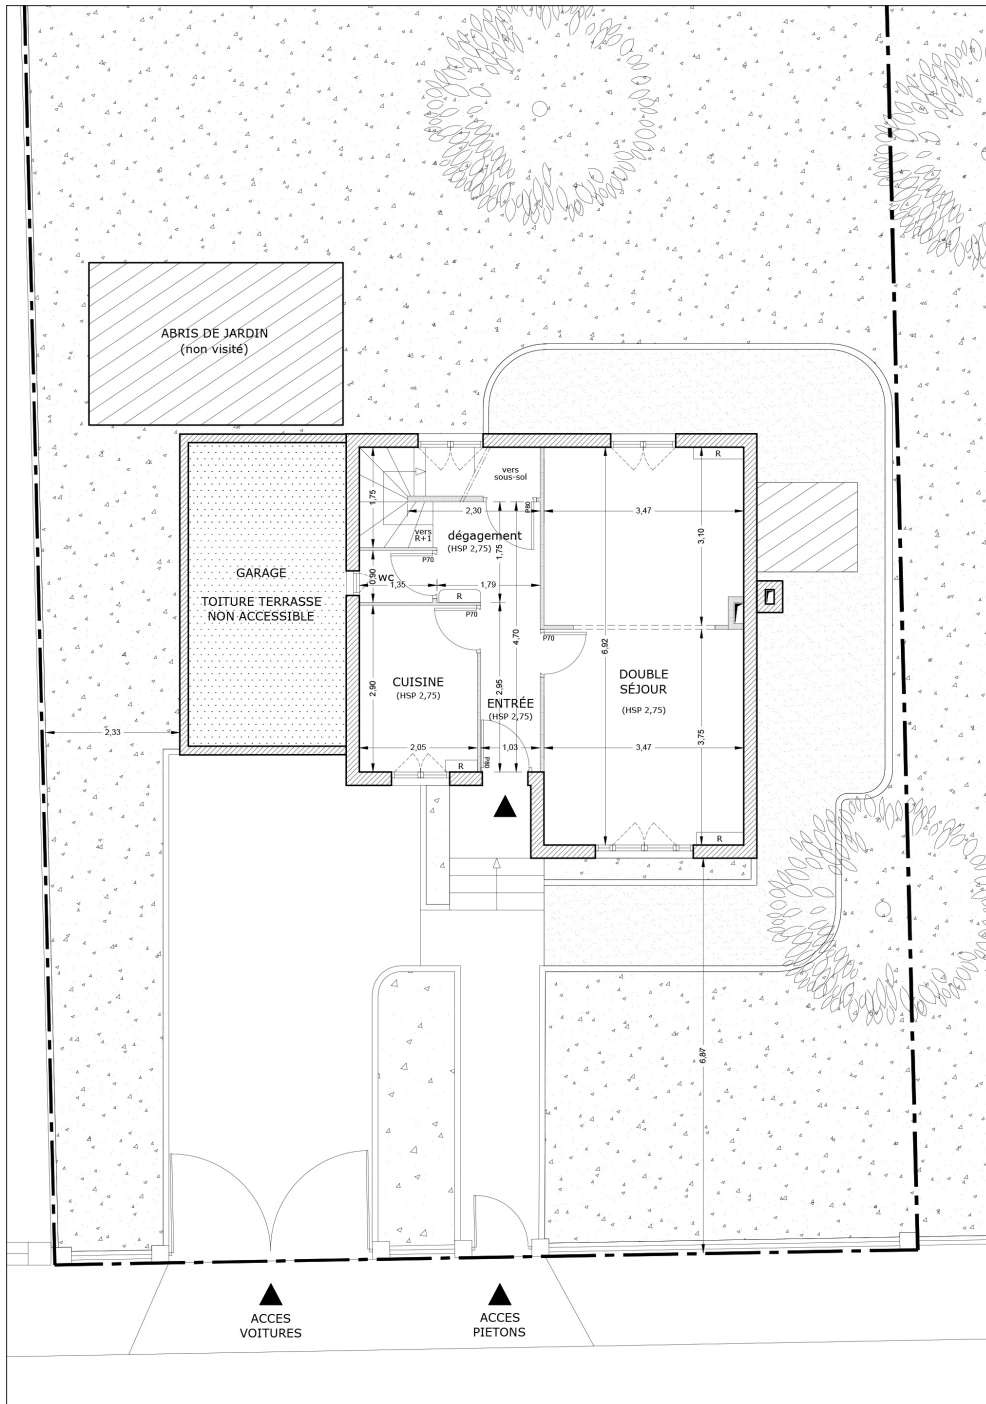 ABRIS DE JARDIN
(non visité)
R
vers
sous-sol
1,75
2,30
P80
3,47
vers
R+1
dégagement
(HSP 2,75)
1,75
3,10
P70
GARAGE
0,90
wc
1,35
1,79
R
TOITURE TERRASSE
NON ACCESSIBLE
P70
P70
4,70
6,92
CUISINE
(HSP 2,75)
2,90
2,95
ENTRÉE
(HSP 2,75)
DOUBLE
SÉJOUR
(HSP 2,75)
2,33
2,05
1,03
3,47
3,75
R
P80
R
6,87
ACCES
VOITURES
ACCES
PIETONS